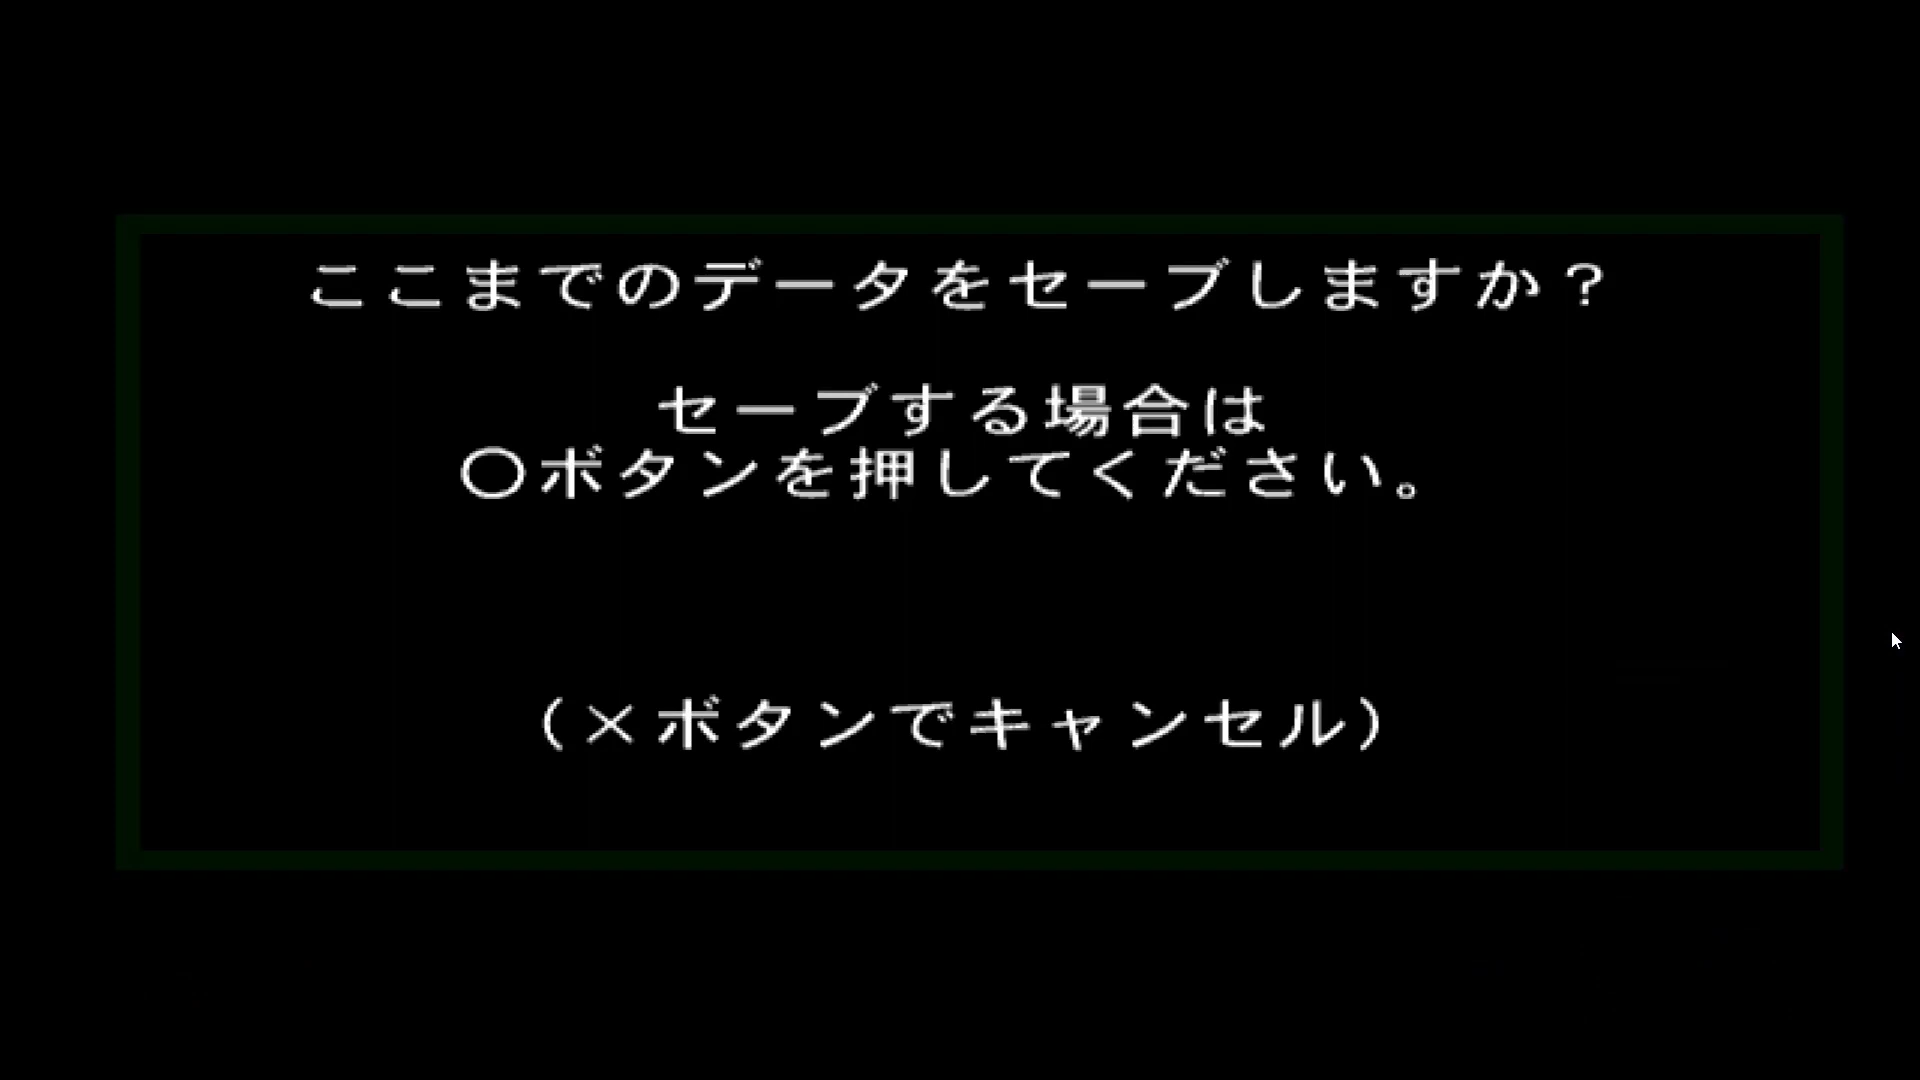 ここまでのデータをセーブしますか？
セーブする場合は
〇ボタンを押してください。
（×ボタンでキャンセル）